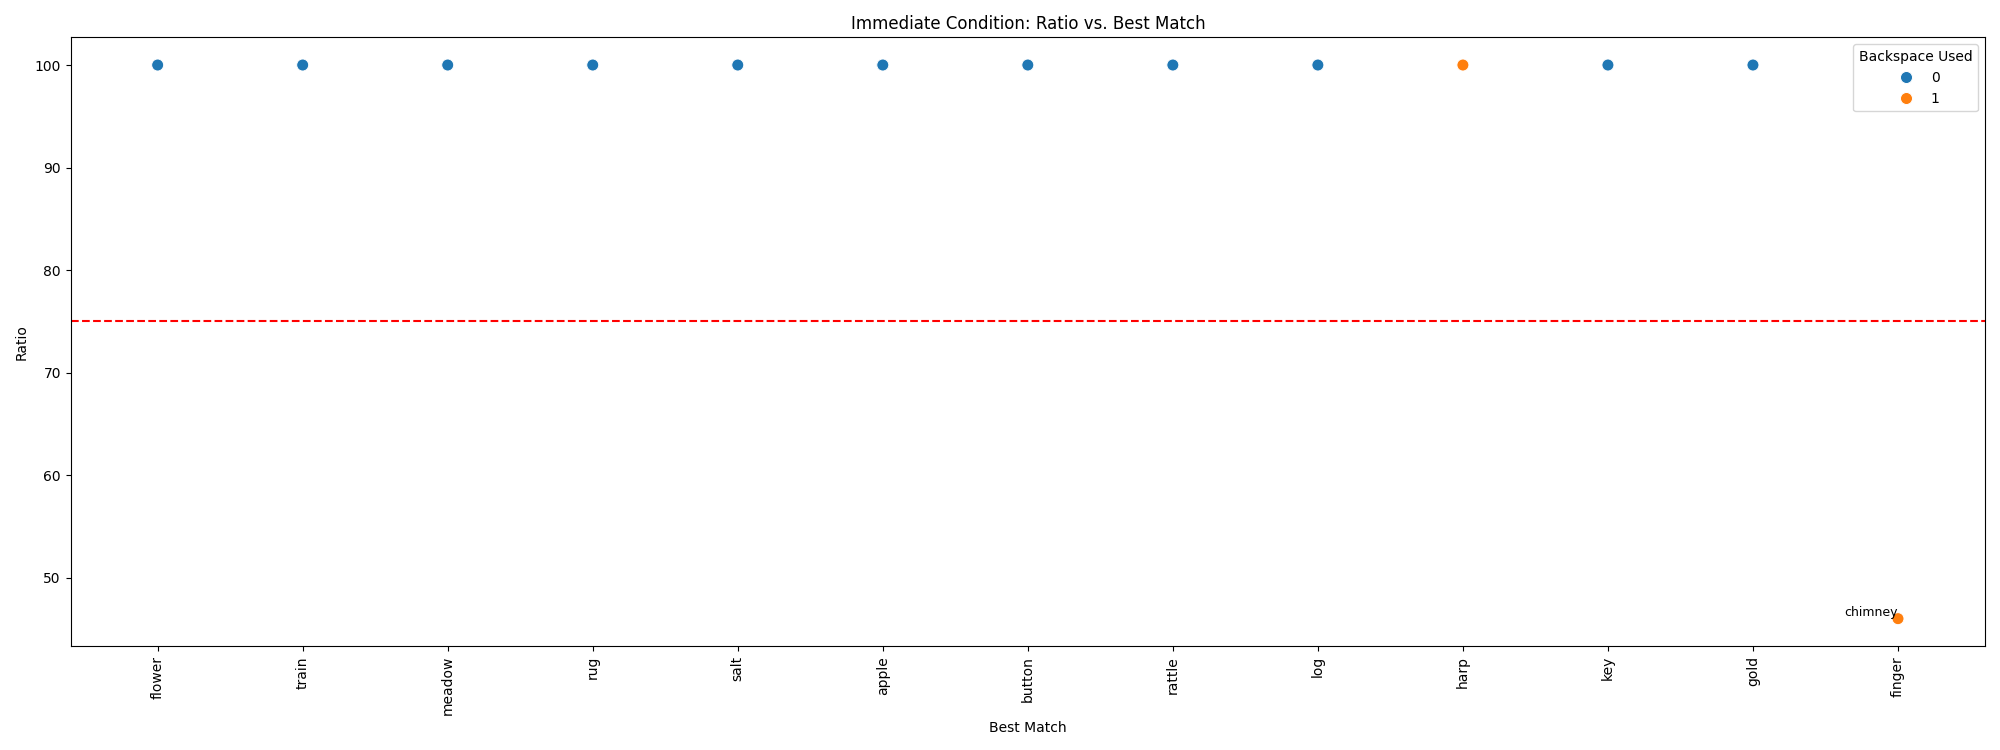 Immediate Condition: Ratio vs. Best Match
Backspace Used
0
1
100
90
80
70
60
50
Ratio
chimney
flower
train
meadow
rug
salt
apple
button
rattle
log
harp
key
gold
finger
Best Match